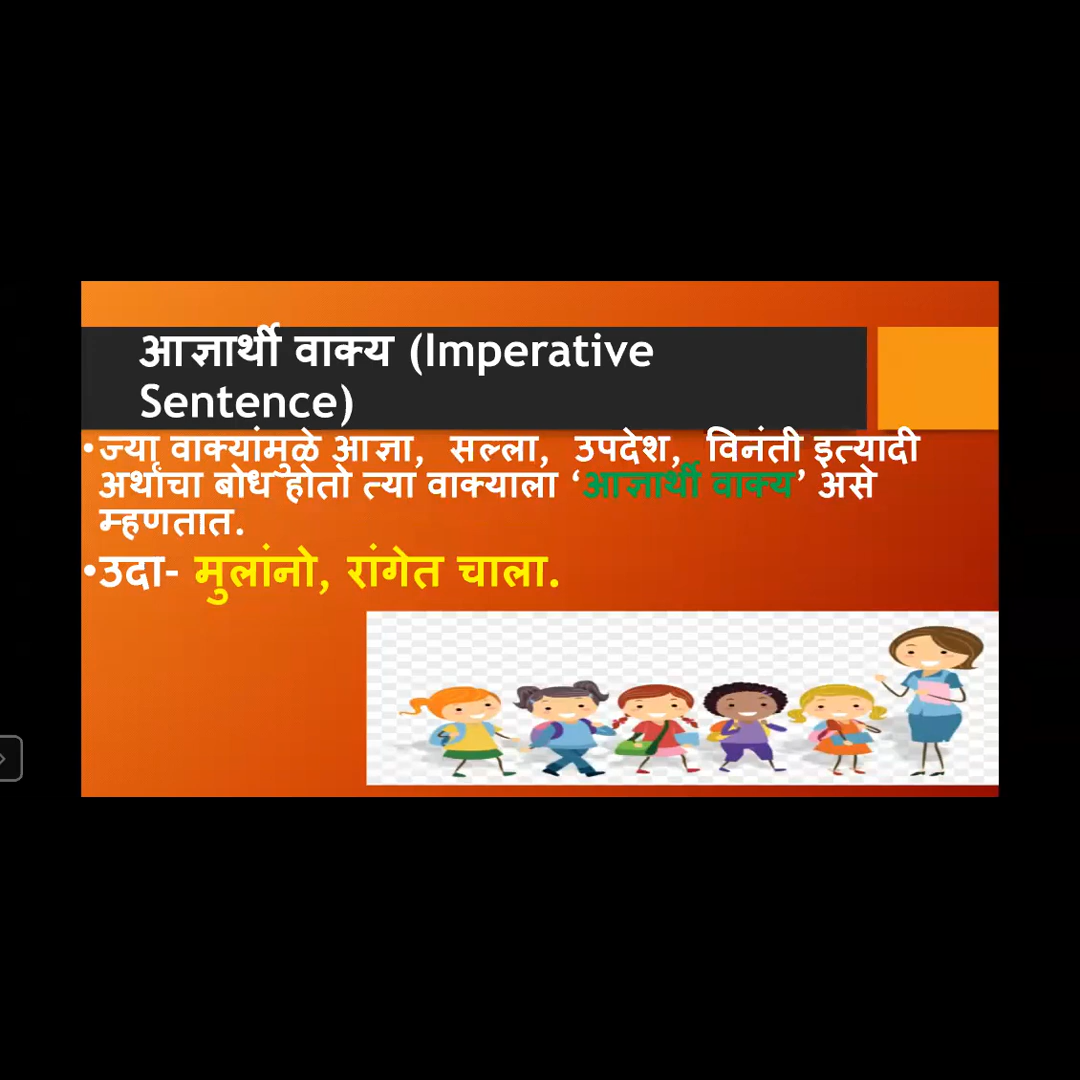 आज्ञार्थी वाक्य (Imperative
Sentence)
•ज्या वाक्यांमुळे आज्ञा, सल्ला, उपदेश, विनंती इत्यादी
अर्थांचा बोध होतो त्या वाक्याला ‘आज्ञार्थी वाक्य’ असे
म्हणतात.
•उदा- मुलांनो, रांगेत चाला.